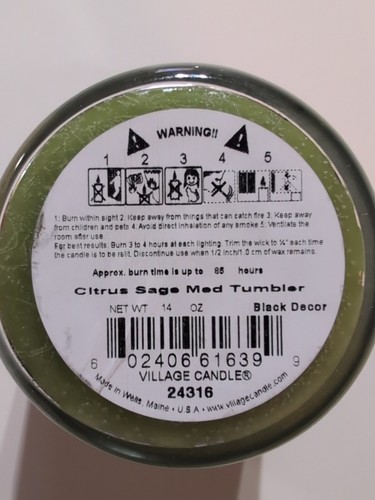 WARNING!!
1 2 3 4 5
1: Burn within sight 2: Keep away from things that can catch fire 3: Keep away
from children and pets 4: Avoid direct inhalation of any smoke 5: Ventilate the
room after use.
For best results: Burn 3 to 4 hours at each lighting. Trim the wick to ¼" each time
the candle is to be relit. Discontinue use when 1/2 inch/1.0 cm of wax remains.
Approx. burn time is up to 65 hours
Citrus Sage Med Tumbler
NET WT 14 OZ Black Decor
6 02406 61639 9
VILLAGE CANDLE®
24316
Made in Wells, Maine • U.S.A • www.villagecandle.com